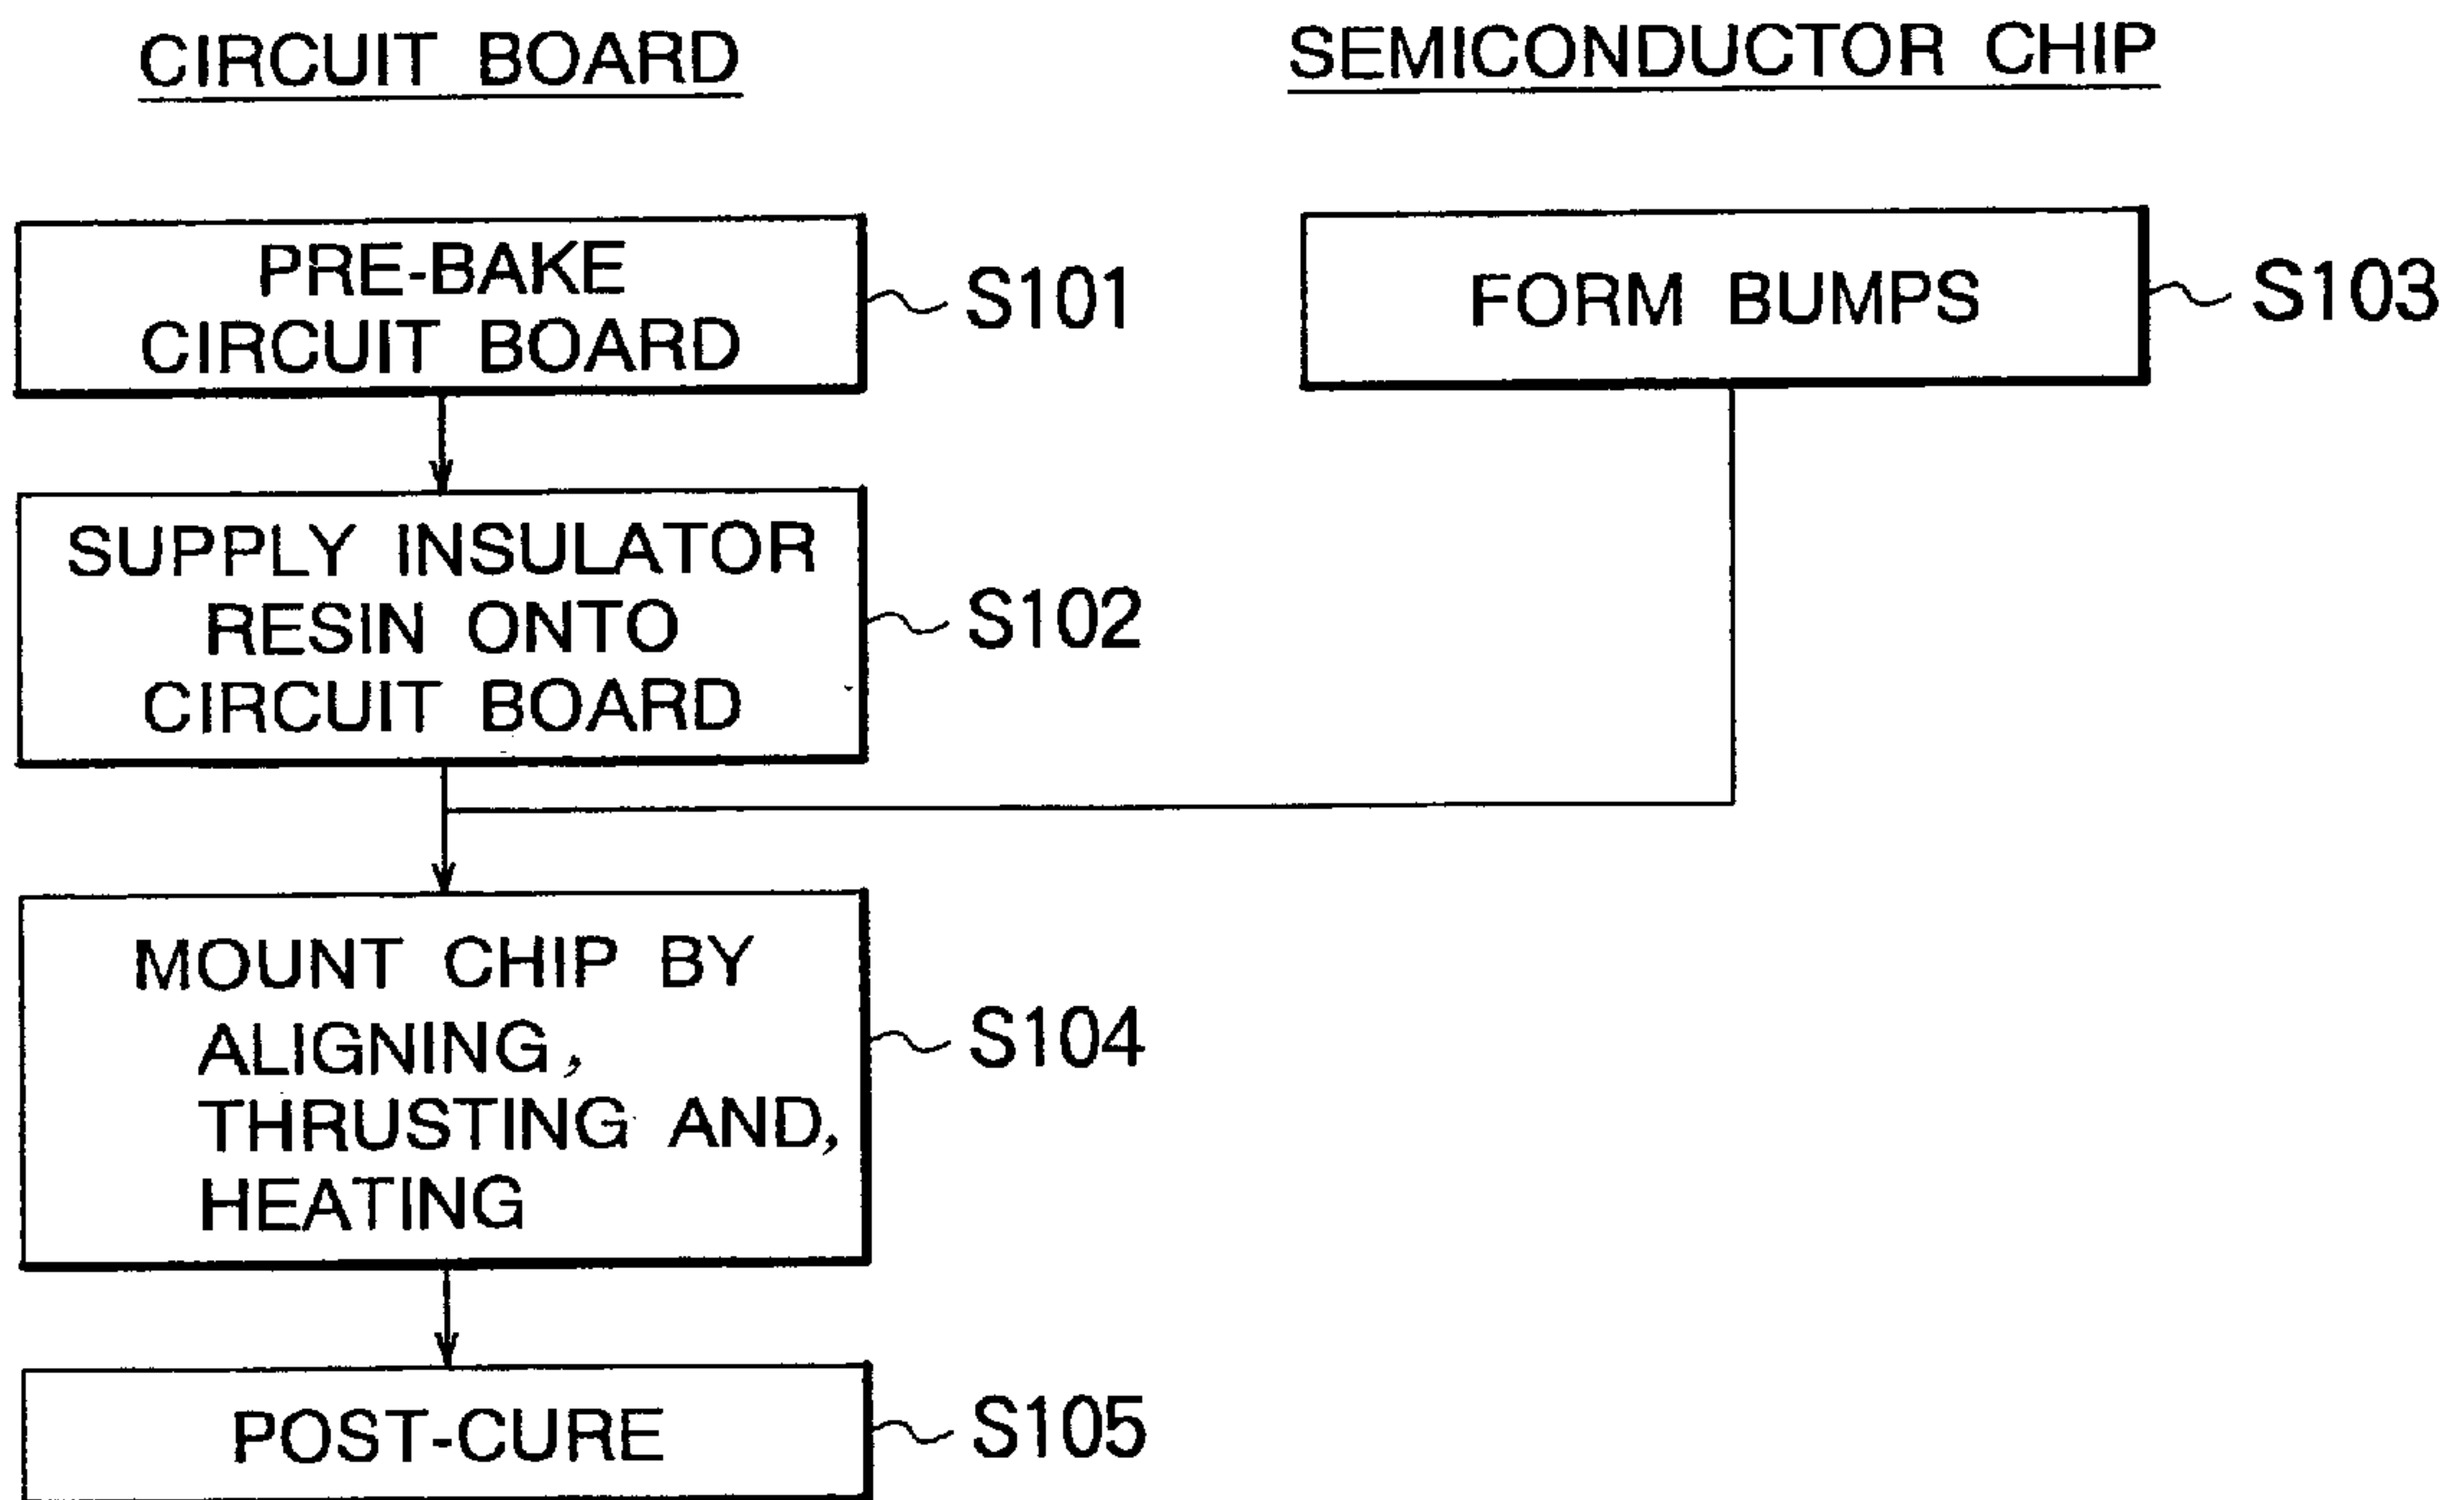 CIRCUIT BOARD
SEMICONDUCTOR CHIP
PRE-BAKE
CIRCUIT BOARD
S101
FORM BUMPS
S103
SUPPLY INSULATOR
RESIN ONTO
CIRCUIT BOARD
S102
MOUNT CHIP BY
ALIGNING,
THRUSTING AND,
HEATING
S104
POST-CURE
S105